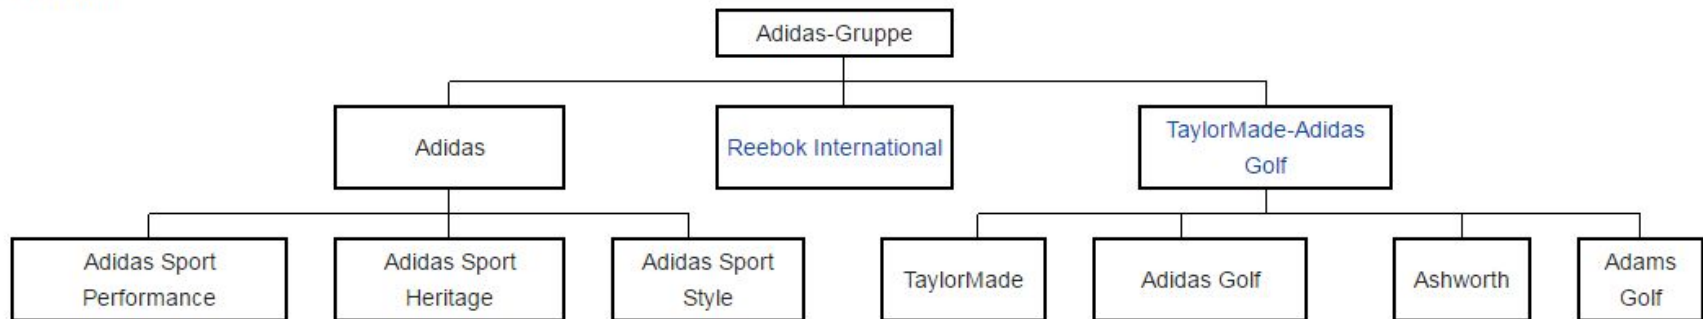 Adidas-Gruppe
Adidas
Reebok International
TaylorMade-Adidas
Golf
Adidas Sport
Performance
Adidas Sport
Heritage
Adidas Sport
Style
TaylorMade
Adidas Golf
Ashworth
Adams
Golf